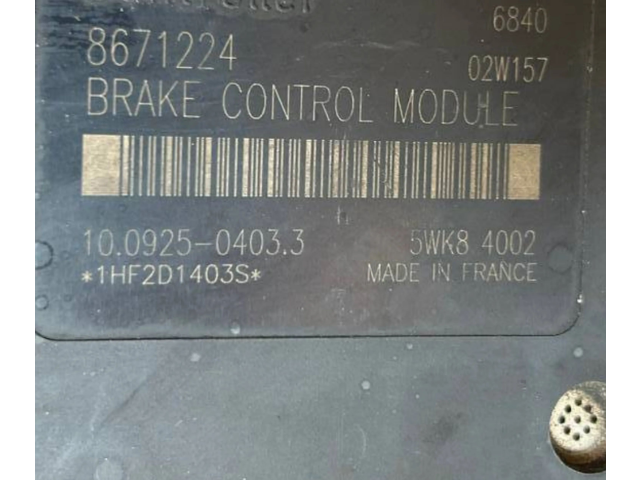 6840
8671224 02W157
BRAKE CONTROL MODULE
10.0925-0403.3 5WK8 4002
*1HF2D1403S* MADE IN FRANCE